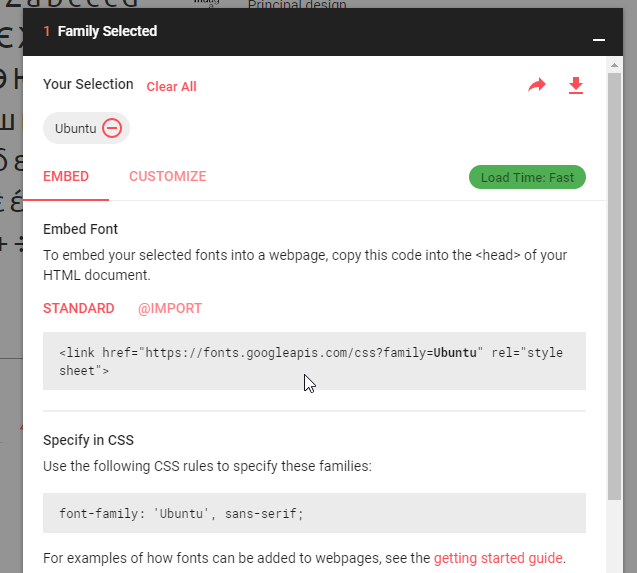 Principal design
1 Family Selected
Your Selection Clear All
Ubuntu
EMBED CUSTOMIZE Load Time: Fast
Embed Font
To embed your selected fonts into a webpage, copy this code into the <head> of your
HTML document.
STANDARD @IMPORT
<link href="https://fonts.googleapis.com/css?family=Ubuntu" rel="style
sheet">
Specify in CSS
Use the following CSS rules to specify these families:
font-family: 'Ubuntu', sans-serif;
For examples of how fonts can be added to webpages, see the getting started guide.